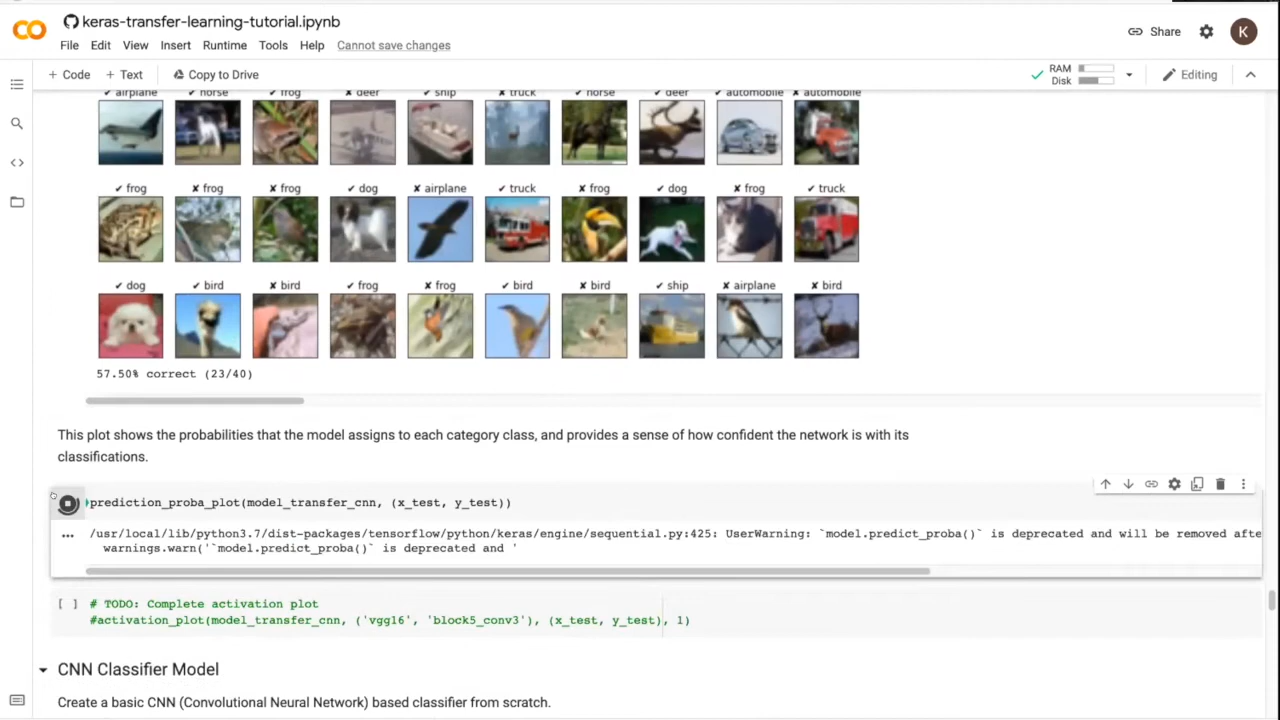 keras-transfer-learning-tutorial.ipynb
File Edit View Insert Runtime Tools Help Cannot save changes
Share
K
+ Code + Text Copy to Drive
RAM
Disk
Editing
✓ airplane ✓ horse ✓ frog ✗ deer ✓ ship ✗ truck ✓ horse ✓ deer ✓ automobile ✗ automobile
✓ frog ✗ frog ✗ frog ✓ dog ✗ airplane ✓ truck ✗ frog ✓ dog ✗ frog ✓ truck
✓ dog ✓ bird ✗ bird ✓ frog ✗ frog ✓ bird ✗ bird ✓ ship ✗ airplane ✗ bird
57.50% correct (23/40)
This plot shows the probabilities that the model assigns to each category class, and provides a sense of how confident the network is with its
classifications.
prediction_proba_plot(model_transfer_cnn, (x_test, y_test))
/usr/local/lib/python3.7/dist-packages/tensorflow/python/keras/engine/sequential.py:425: UserWarning: `model.predict_proba()` is deprecated and will be removed afte
warnings.warn('`model.predict_proba()` is deprecated and '
[ ] # TODO: Complete activation plot
#activation_plot(model_transfer_cnn, ('vgg16', 'block5_conv3'), (x_test, y_test), 1)
CNN Classifier Model
Create a basic CNN (Convolutional Neural Network) based classifier from scratch.